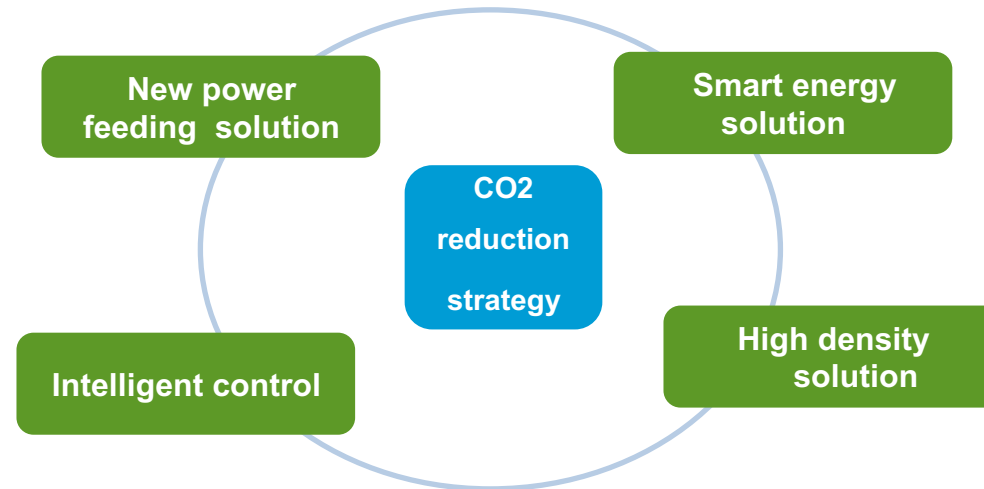 New power
feeding solution
Smart energy
solution
CO2
reduction
strategy
Intelligent control
High density
solution